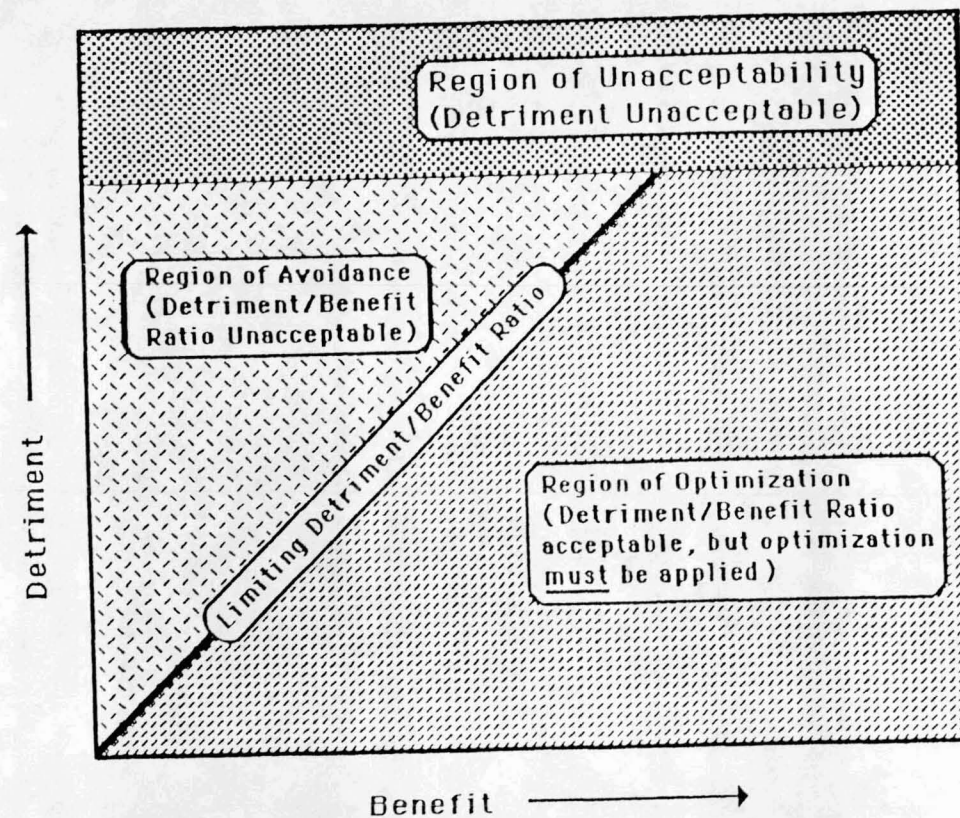 Region of Unacceptability
(Detriment Unacceptable)
Region of Avoidance
(Detriment/Benefit
Ratio Unacceptable)
Limiting Detriment/Benefit Ratio
Region of Optimization
(Detriment/Benefit Ratio
acceptable, but optimization
must be applied)
Detriment
Benefit